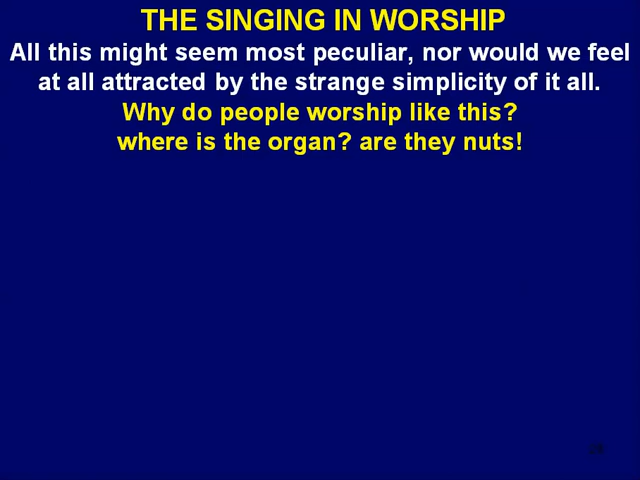 THE SINGING IN WORSHIP
All this might seem most peculiar, nor would we feel
at all attracted by the strange simplicity of it all.
Why do people worship like this?
where is the organ? are they nuts!